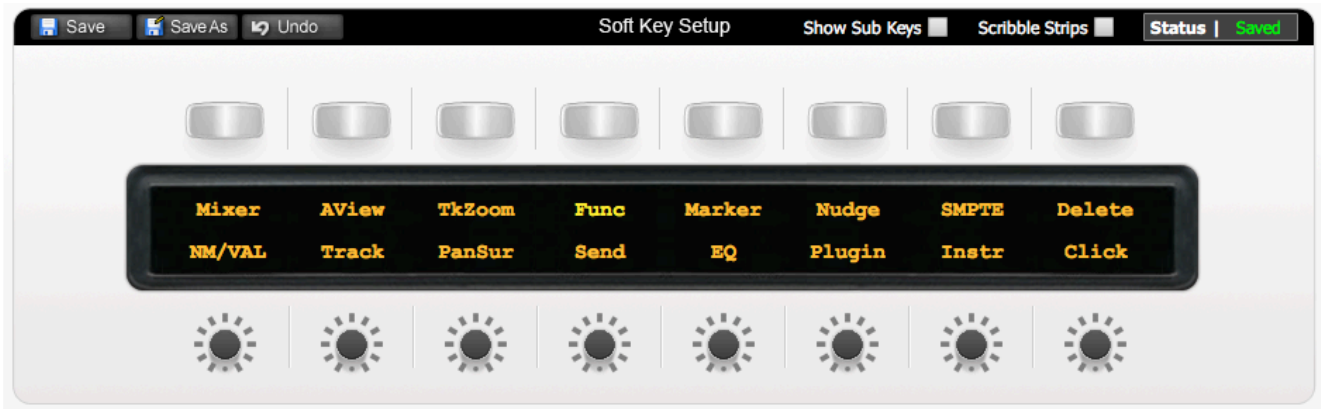 Save Save As Undo Soft Key Setup Show Sub Keys Scribble Strips Status | Saved
Mixer AView TkZoom Func Marker Nudge SMPTE Delete
NM/VAL Track PanSur Send EQ Plugin Instr Click